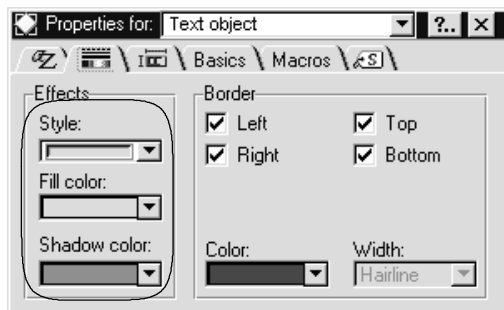 Properties for: Text object ?..
Basics Macros S
Effects Border
Style: Left Top
Right Bottom
Fill color:
Shadow color: Color: Width:
Hairline